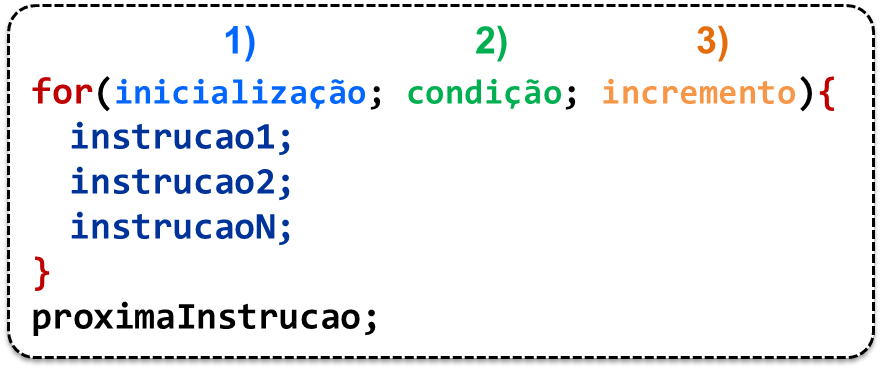 1) 2) 3)
for(inicialização; condição; incremento){
instrucao1;
instrucao2;
instrucaoN;
}
proximaInstrucao;